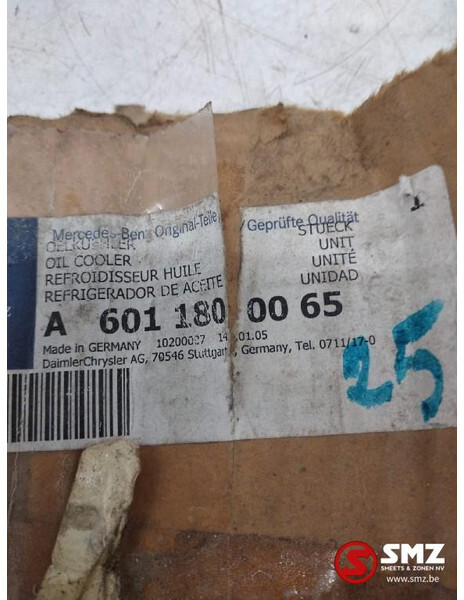 Mercedes-Benz Original-Teile Geprüfte Qualität
OELKUEHLER STUECK
OIL COOLER UNIT
REFROIDISSEUR HUILE UNITÉ
REFRIGERADOR DE ACEITE UNIDAD
A 601 180 00 65
Made in GERMANY 10200027 .01.05
DaimlerChrysler AG, 70546 Stuttgart, Germany, Tel. 0711/17-0
1
25
SMZ
SHEETS & ZONEN NV
www.smz.be